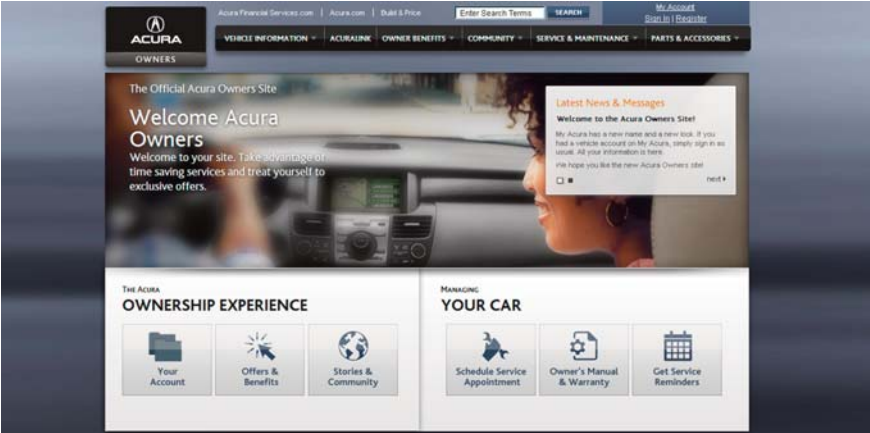 Acura Financial Services.com | Acura.com | Build & Price
Enter Search Terms
SEARCH
My Account
Sign in | Register
ACURA
OWNERS
VEHICLE INFORMATION
ACURALINK
OWNER BENEFITS
COMMUNITY
SERVICE & MAINTENANCE
PARTS & ACCESSORIES
The Official Acura Owners Site
Welcome Acura
Owners
Welcome to your site. Take advantage of
time saving services and treat yourself to
exclusive offers.
Latest News & Messages
Welcome to the Acura Owners Site!
My Acura has a new name and a new look. If you
had a vehicle account on My Acura, simply sign in as
usual. All your information is here.
We hope you like the new Acura Owners site!
next
THE ACURA
OWNERSHIP EXPERIENCE
Your
Account
Offers &
Benefits
Stories &
Community
MANAGING
YOUR CAR
Schedule Service
Appointment
Owner's Manual
& Warranty
Get Service
Reminders